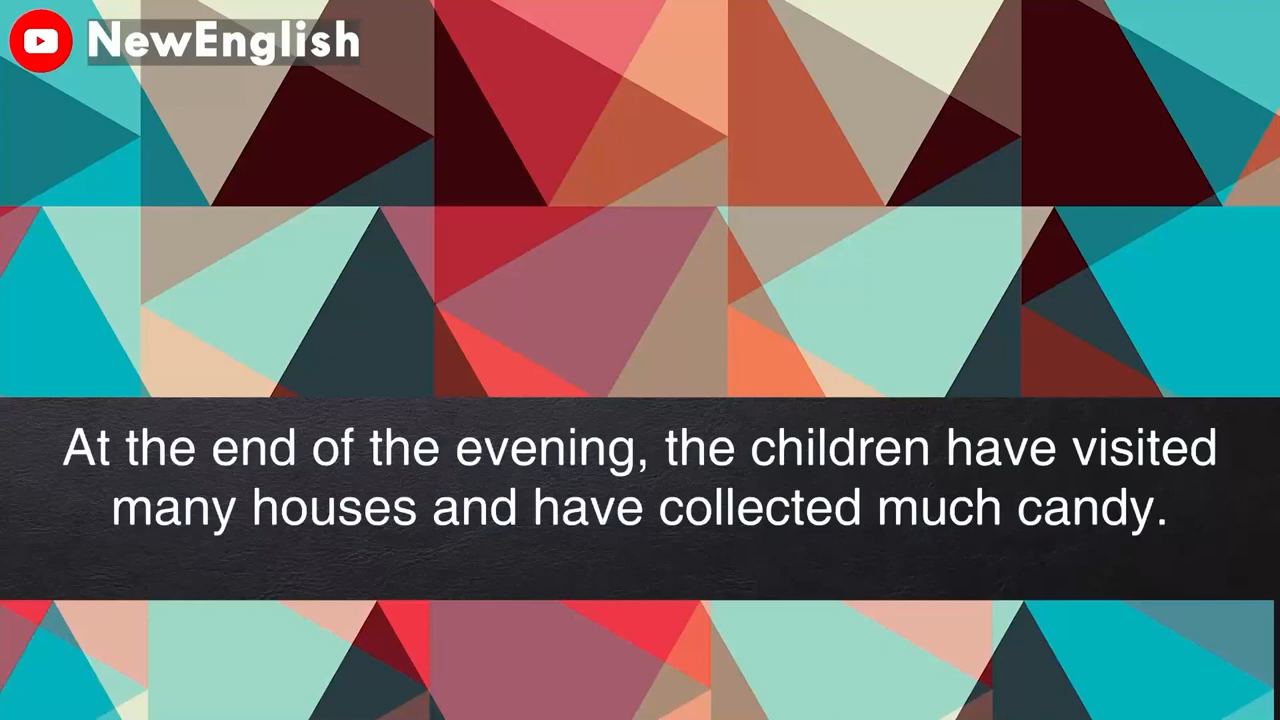 NewEnglish
At the end of the evening, the children have visited
many houses and have collected much candy.